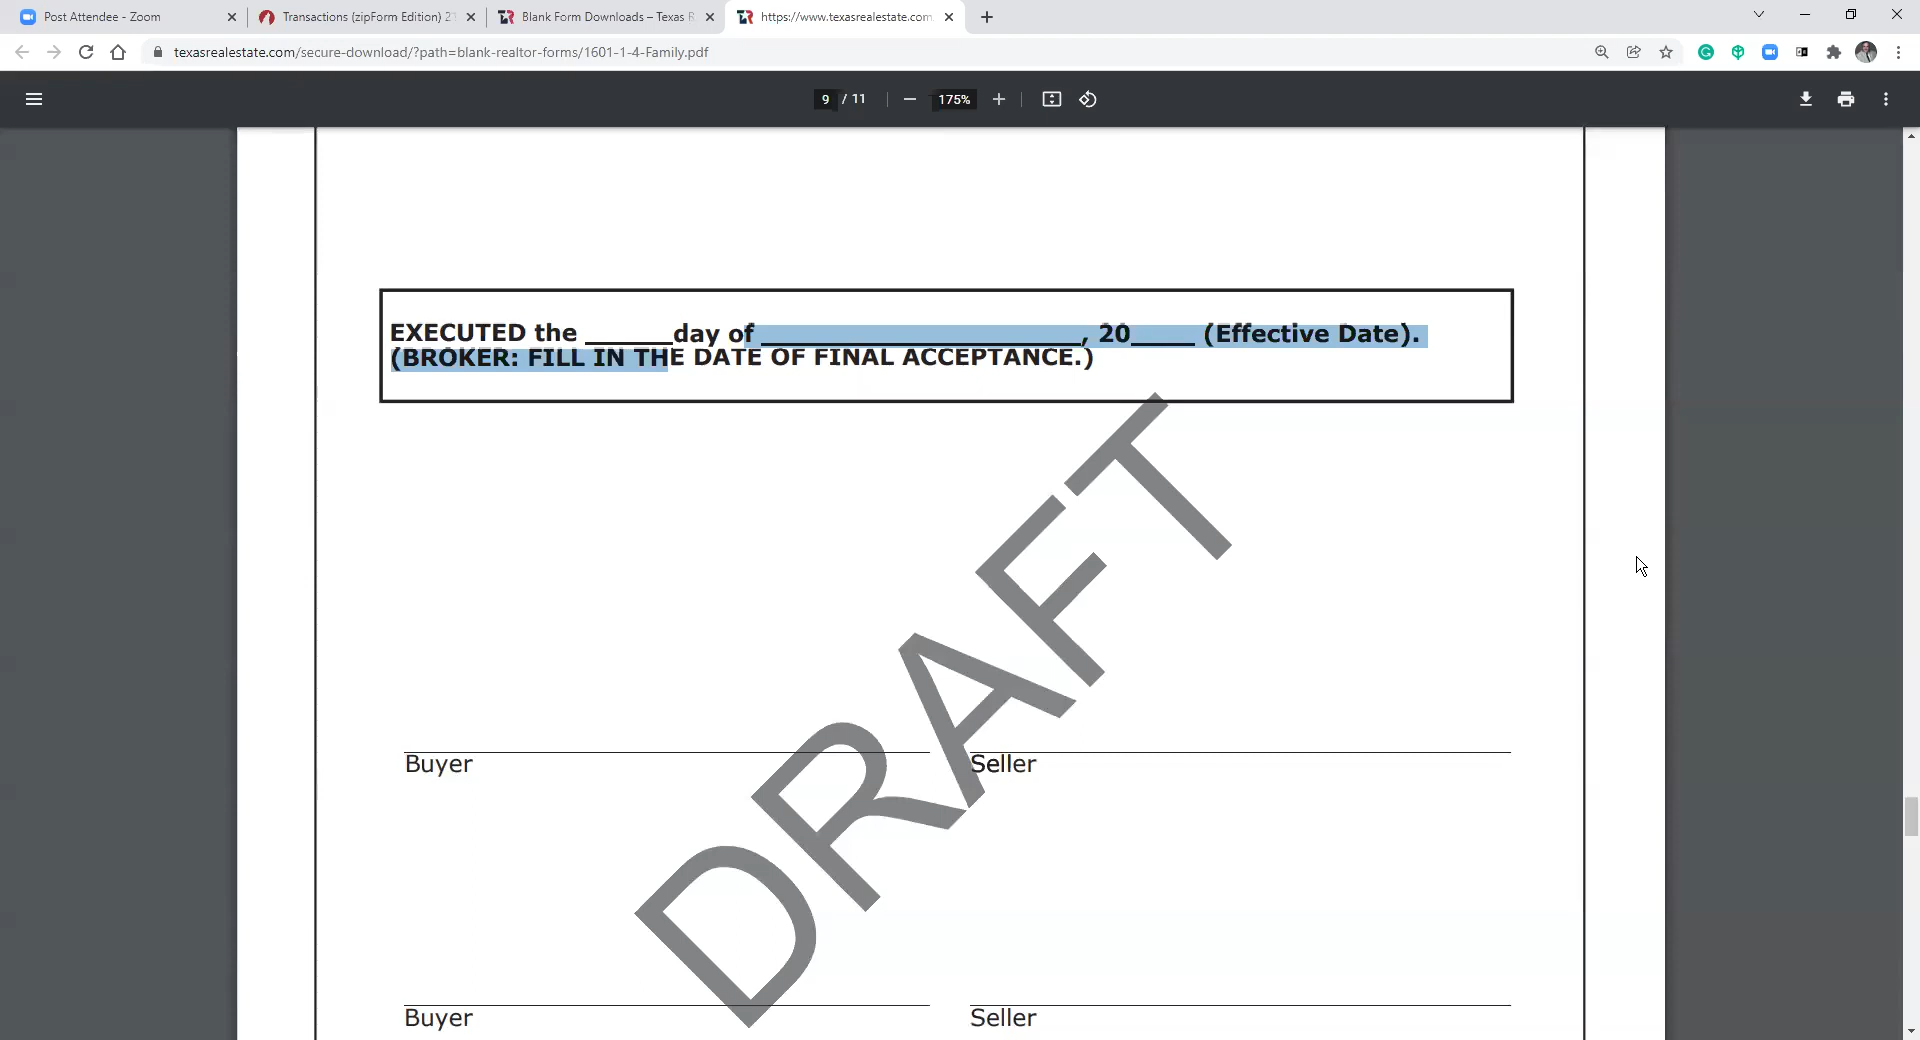 Post Attendee - Zoom
Transactions (zipForm Edition) 2
Blank Form Downloads – Texas R
https://www.texasrealestate.com
texasrealestate.com/secure-download/?path=blank-realtor-forms/1601-1-4-Family.pdf
9 / 11
175%
EXECUTED the ______day of ______________________, 20____ (Effective Date).
(BROKER: FILL IN THE DATE OF FINAL ACCEPTANCE.)
DRAFT
Buyer
Seller
Buyer
Seller